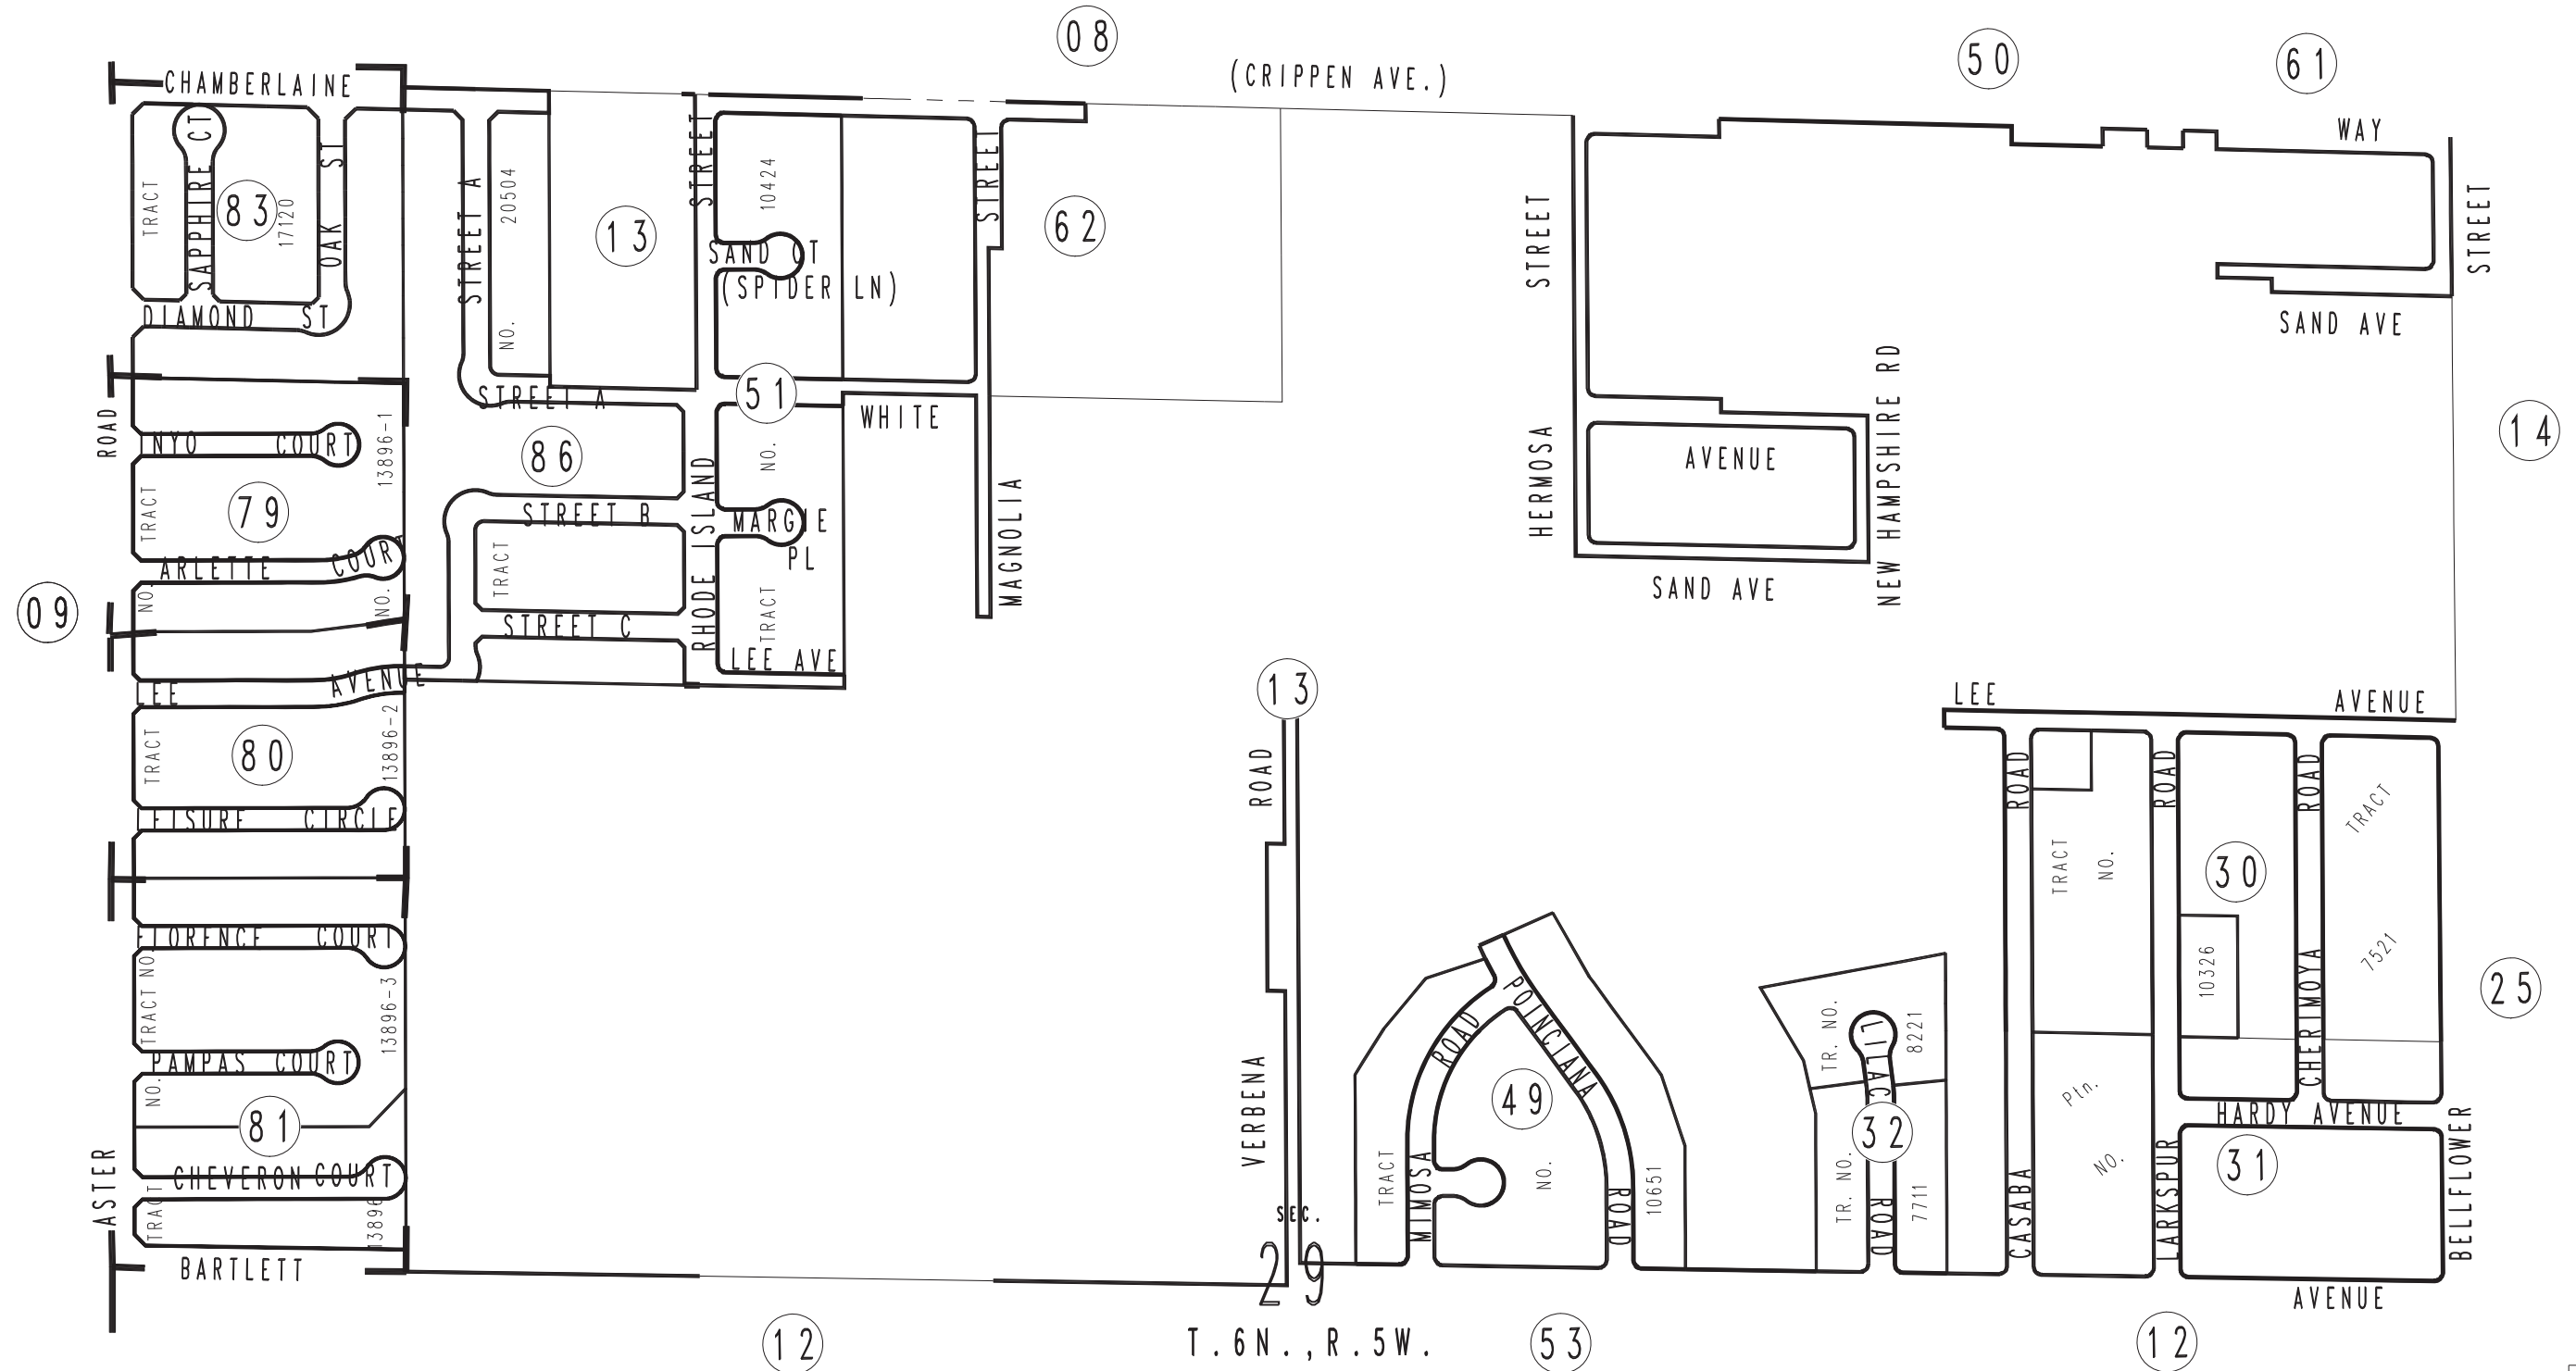 08
(CRIPPEN AVE.)
50
61
CHAMBERLAINE
WAY
TRACT
SAPPHIRE CT
83
17120
OAK ST
DIAMOND ST
STREET A
20504
NO.
13
STREET
10424
SAND CT
(SPIDER LN)
STREET
62
STREET
STREET
SAND AVE
ROAD
INYO COURT
13896-1
TRACT
79
ARLETTE COURT
NO.
NO.
STREET A
86
51
WHITE
NO.
STREET B
TRACT
STREET C
RHODE ISLAND
MARGIE
PL
TRACT
LEE AVE
MAGNOLIA
HERMOSA
AVENUE
NEW HAMPSHIRE RD
SAND AVE
14
09
LEE AVENUE
13896-2
TRACT
80
LEISURE CIRCLE
13
ROAD
LEE AVENUE
ROAD
ROAD
ROAD
TRACT
TRACT
NO.
30
10326
CHERIMOYA
7521
25
FLORENCE COURT
TRACT NO.
13896-3
PAMPAS COURT
NO.
81
CHEVERON COURT
ASTER
TRACT
13896
BARTLETT
VERBENA
ROAD
POINCIANA
49
TRACT
MIMOSA
NO.
ROAD
10651
TR. NO.
LILAC
8221
32
TR. NO.
ROAD
7711
Ptn.
NO.
CASABA
LARKSPUR
HARDY AVENUE
31
BELLFLOWER
AVENUE
SEC.
29
12
T.6N.,R.5W.
53
12